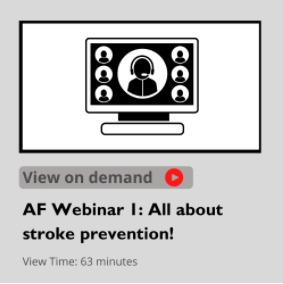 View on demand
AF Webinar 1: All about
stroke prevention!
View Time: 63 minutes